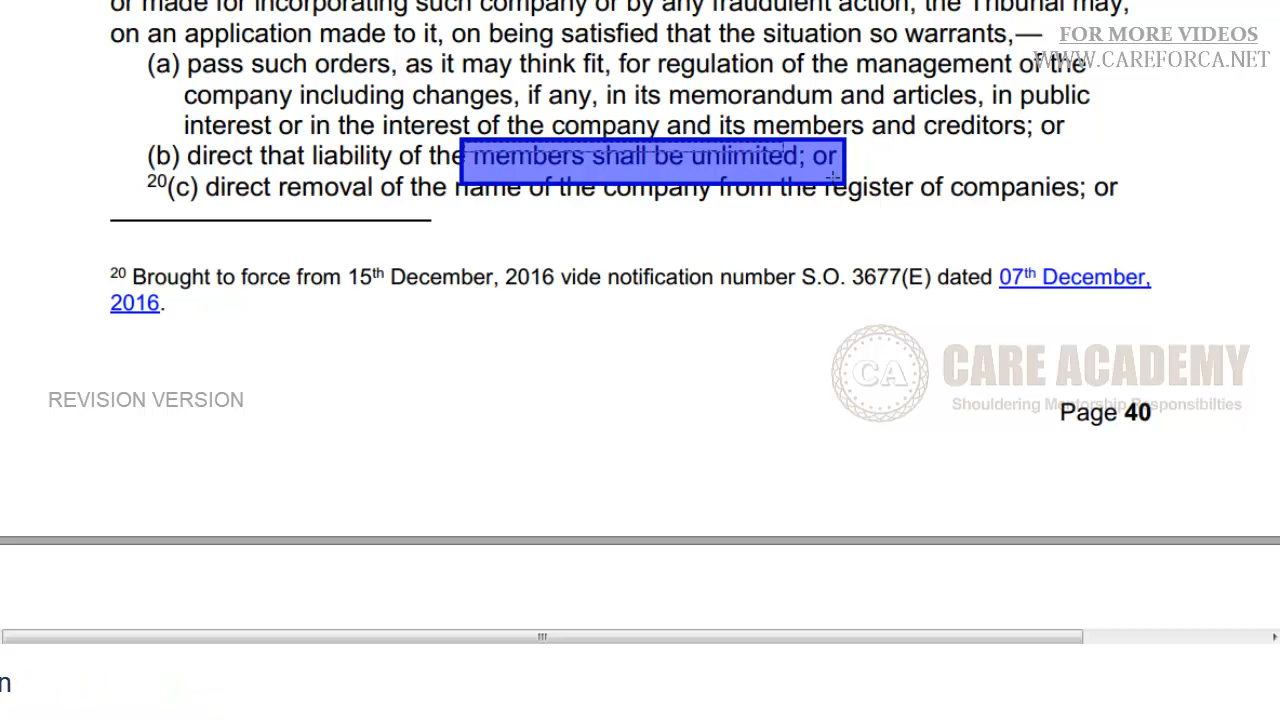 or made for incorporating such company or by any fraudulent action, the Tribunal may,
on an application made to it, on being satisfied that the situation so warrants,—
FOR MORE VIDEOS
WWW.CAREFORCA.NET
(a) pass such orders, as it may think fit, for regulation of the management of the
company including changes, if any, in its memorandum and articles, in public
interest or in the interest of the company and its members and creditors; or
(b) direct that liability of the members shall be unlimited; or
20(c) direct removal of the name of the company from the register of companies; or
20 Brought to force from 15th December, 2016 vide notification number S.O. 3677(E) dated 07th December,
2016.
CA
CARE ACADEMY
Shouldering Mentorship Responsibilties
REVISION VERSION
Page 40
n